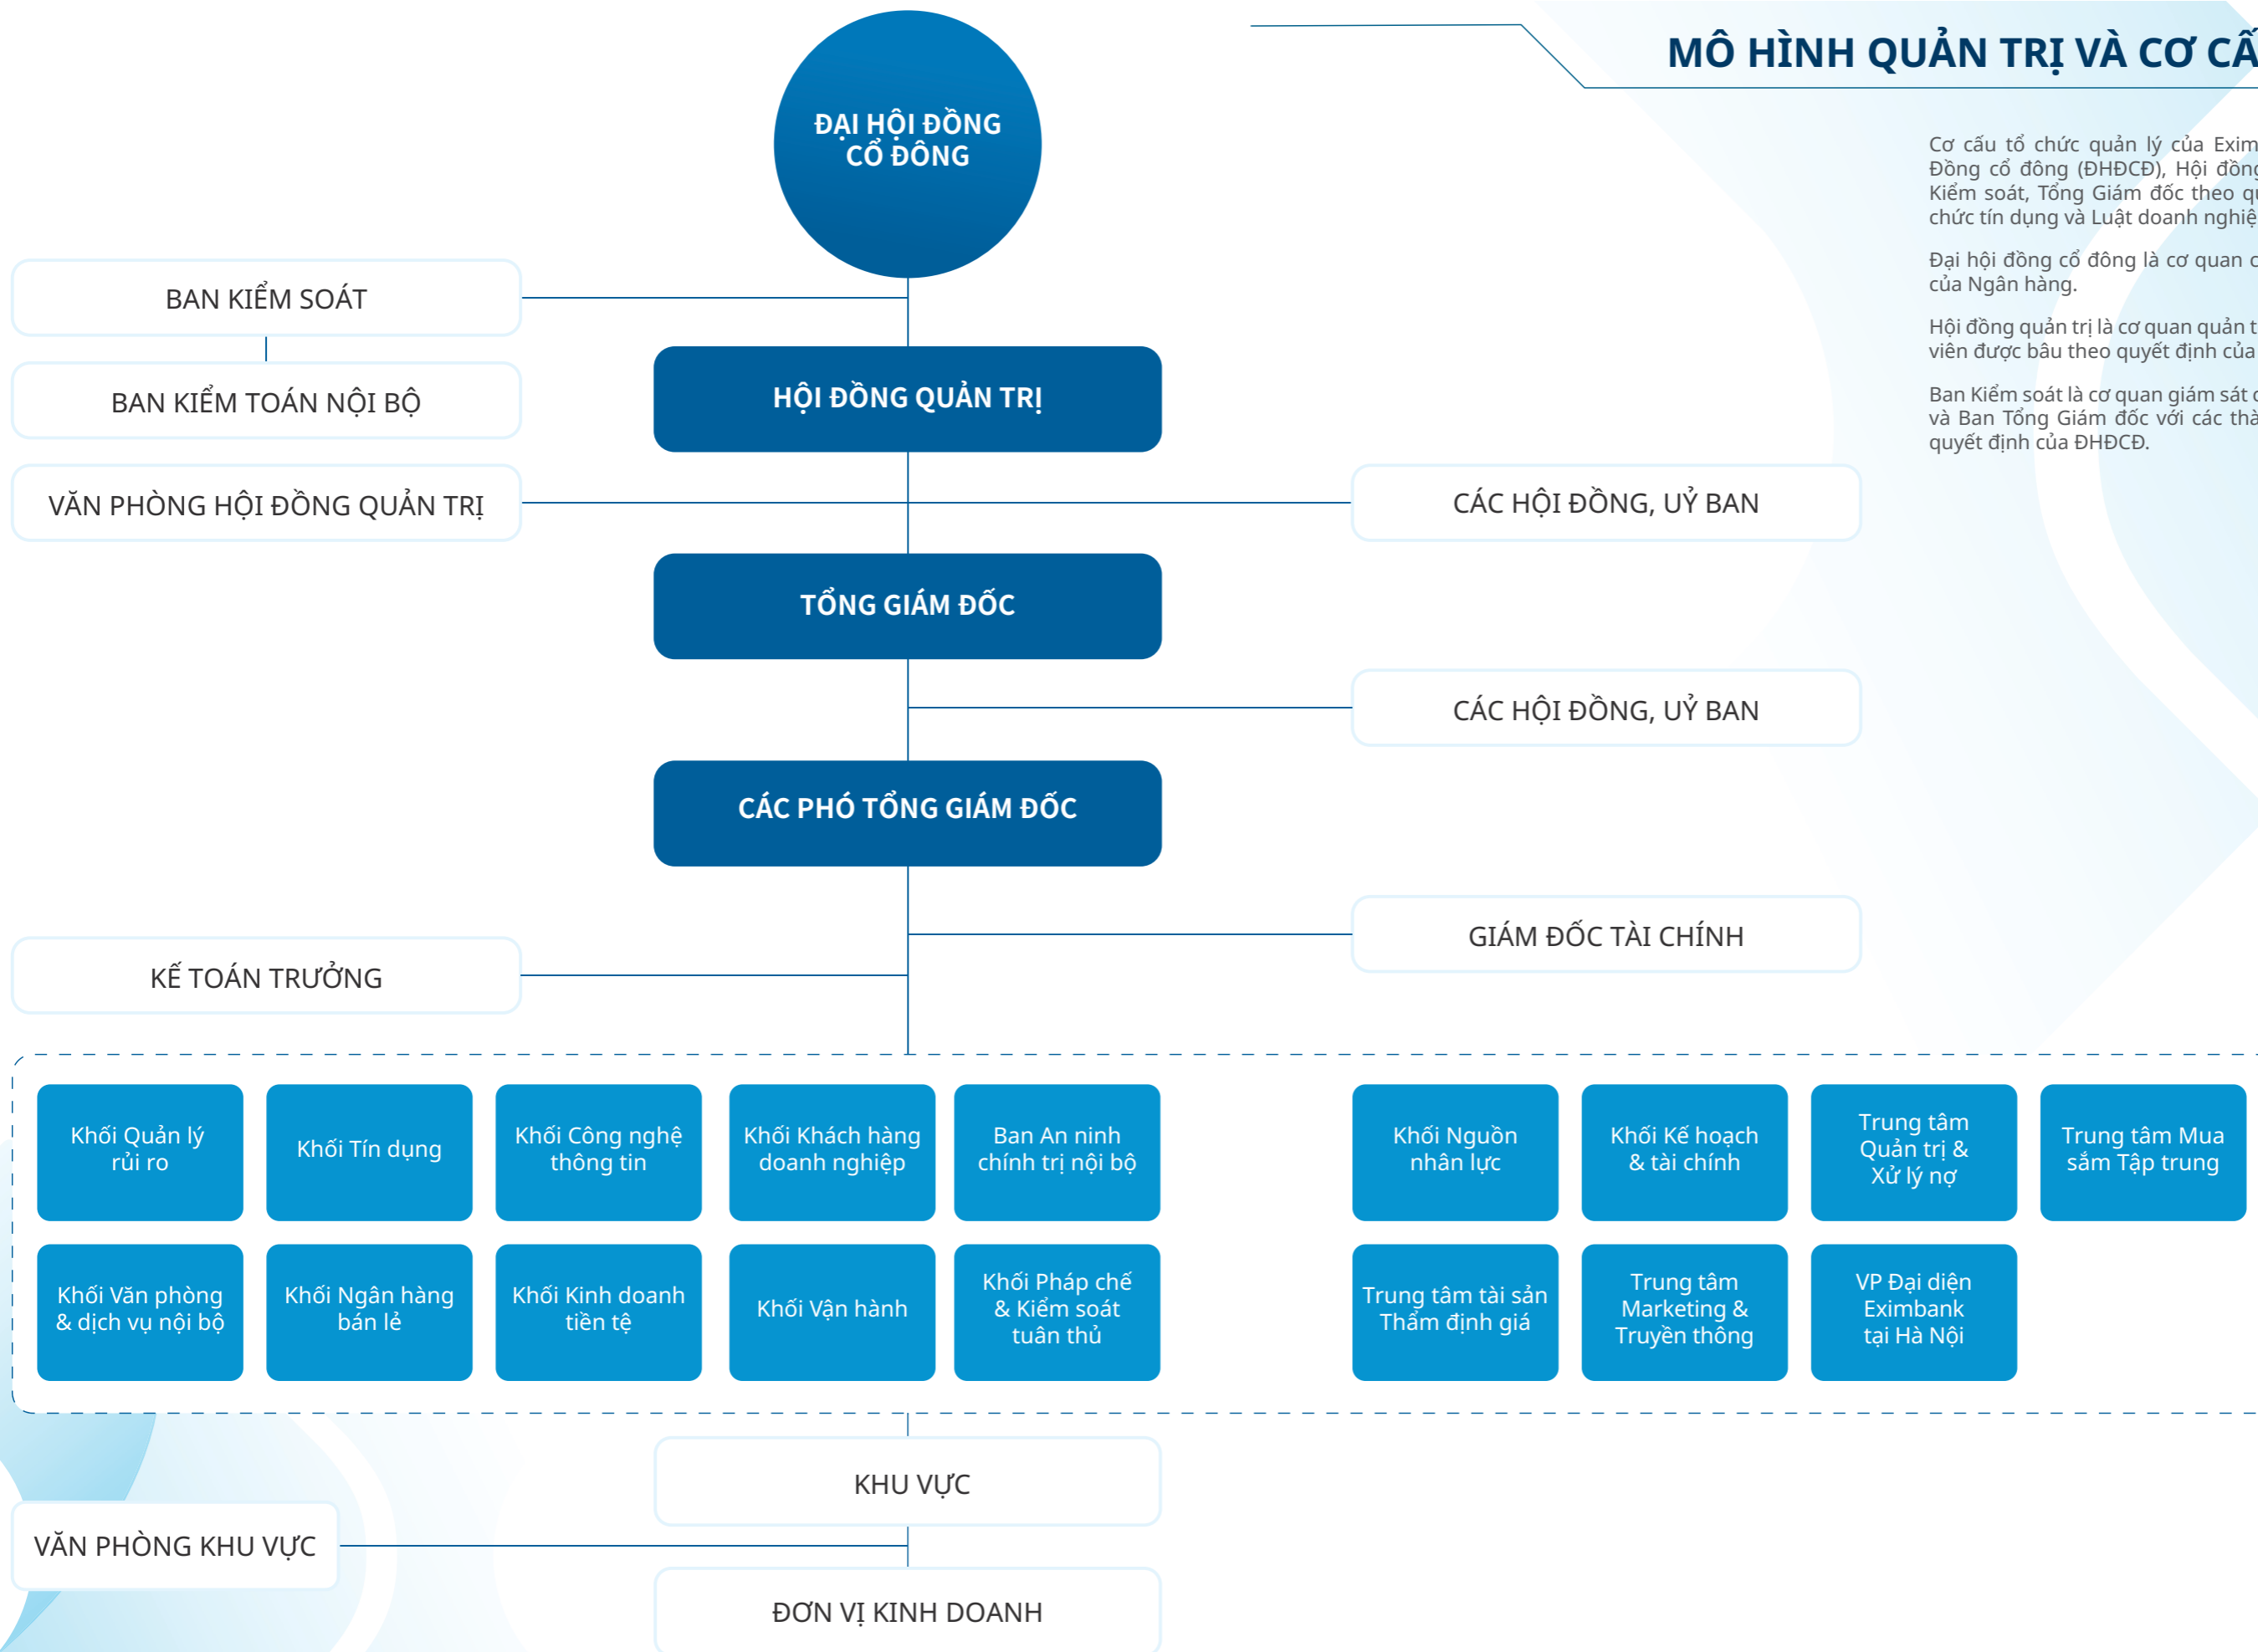 MÔ HÌNH QUẢN TRỊ VÀ CƠ CẤ
ĐẠI HỘI ĐỒNG
CỔ ĐÔNG
Cơ cấu tổ chức quản lý của Exim
Đồng cổ đông (ĐHĐCĐ), Hội đồng
Kiểm soát, Tổng Giám đốc theo qu
chức tín dụng và Luật doanh nghiệ
Đại hội đồng cổ đông là cơ quan c
của Ngân hàng.
Hội đồng quản trị là cơ quan quản t
viên được bầu theo quyết định của
Ban Kiểm soát là cơ quan giám sát
và Ban Tổng Giám đốc với các thà
quyết định của ĐHĐCĐ.
BAN KIỂM SOÁT
HỘI ĐỒNG QUẢN TRỊ
BAN KIỂM TOÁN NỘI BỘ
VĂN PHÒNG HỘI ĐỒNG QUẢN TRỊ
CÁC HỘI ĐỒNG, UỶ BAN
TỔNG GIÁM ĐỐC
CÁC HỘI ĐỒNG, UỶ BAN
CÁC PHÓ TỔNG GIÁM ĐỐC
GIÁM ĐỐC TÀI CHÍNH
KẾ TOÁN TRƯỞNG
Khối Quản lý
rủi ro
Khối Tín dụng
Khối Công nghệ
thông tin
Khối Khách hàng
doanh nghiệp
Ban An ninh
chính trị nội bộ
Khối Nguồn
nhân lực
Khối Kế hoạch
& tài chính
Trung tâm
Quản trị &
Xử lý nợ
Trung tâm Mua
sắm Tập trung
Khối Văn phòng
& dịch vụ nội bộ
Khối Ngân hàng
bán lẻ
Khối Kinh doanh
tiền tệ
Khối Vận hành
Khối Pháp chế
& Kiểm soát
tuân thủ
Trung tâm tài sản
Thẩm định giá
Trung tâm
Marketing &
Truyền thông
VP Đại diện
Eximbank
tại Hà Nội
KHU VỰC
VĂN PHÒNG KHU VỰC
ĐƠN VỊ KINH DOANH